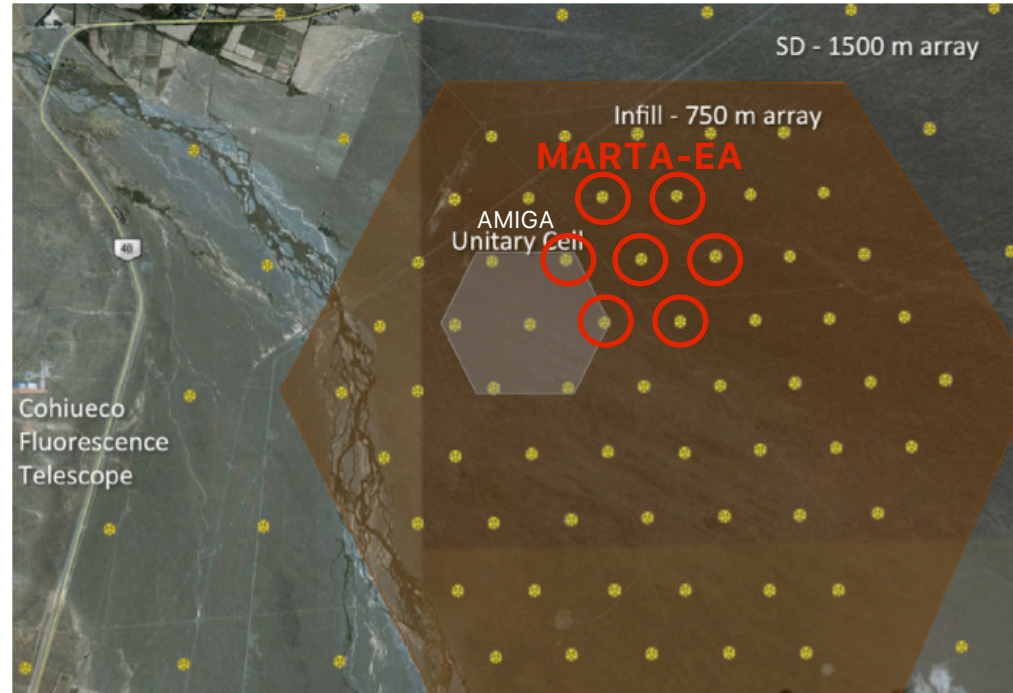 SD - 1500 m array
Infill - 750 m array
MARTA-EA
AMIGA
Unitary Cell
40
Cohiueco
Fluorescence
Telescope